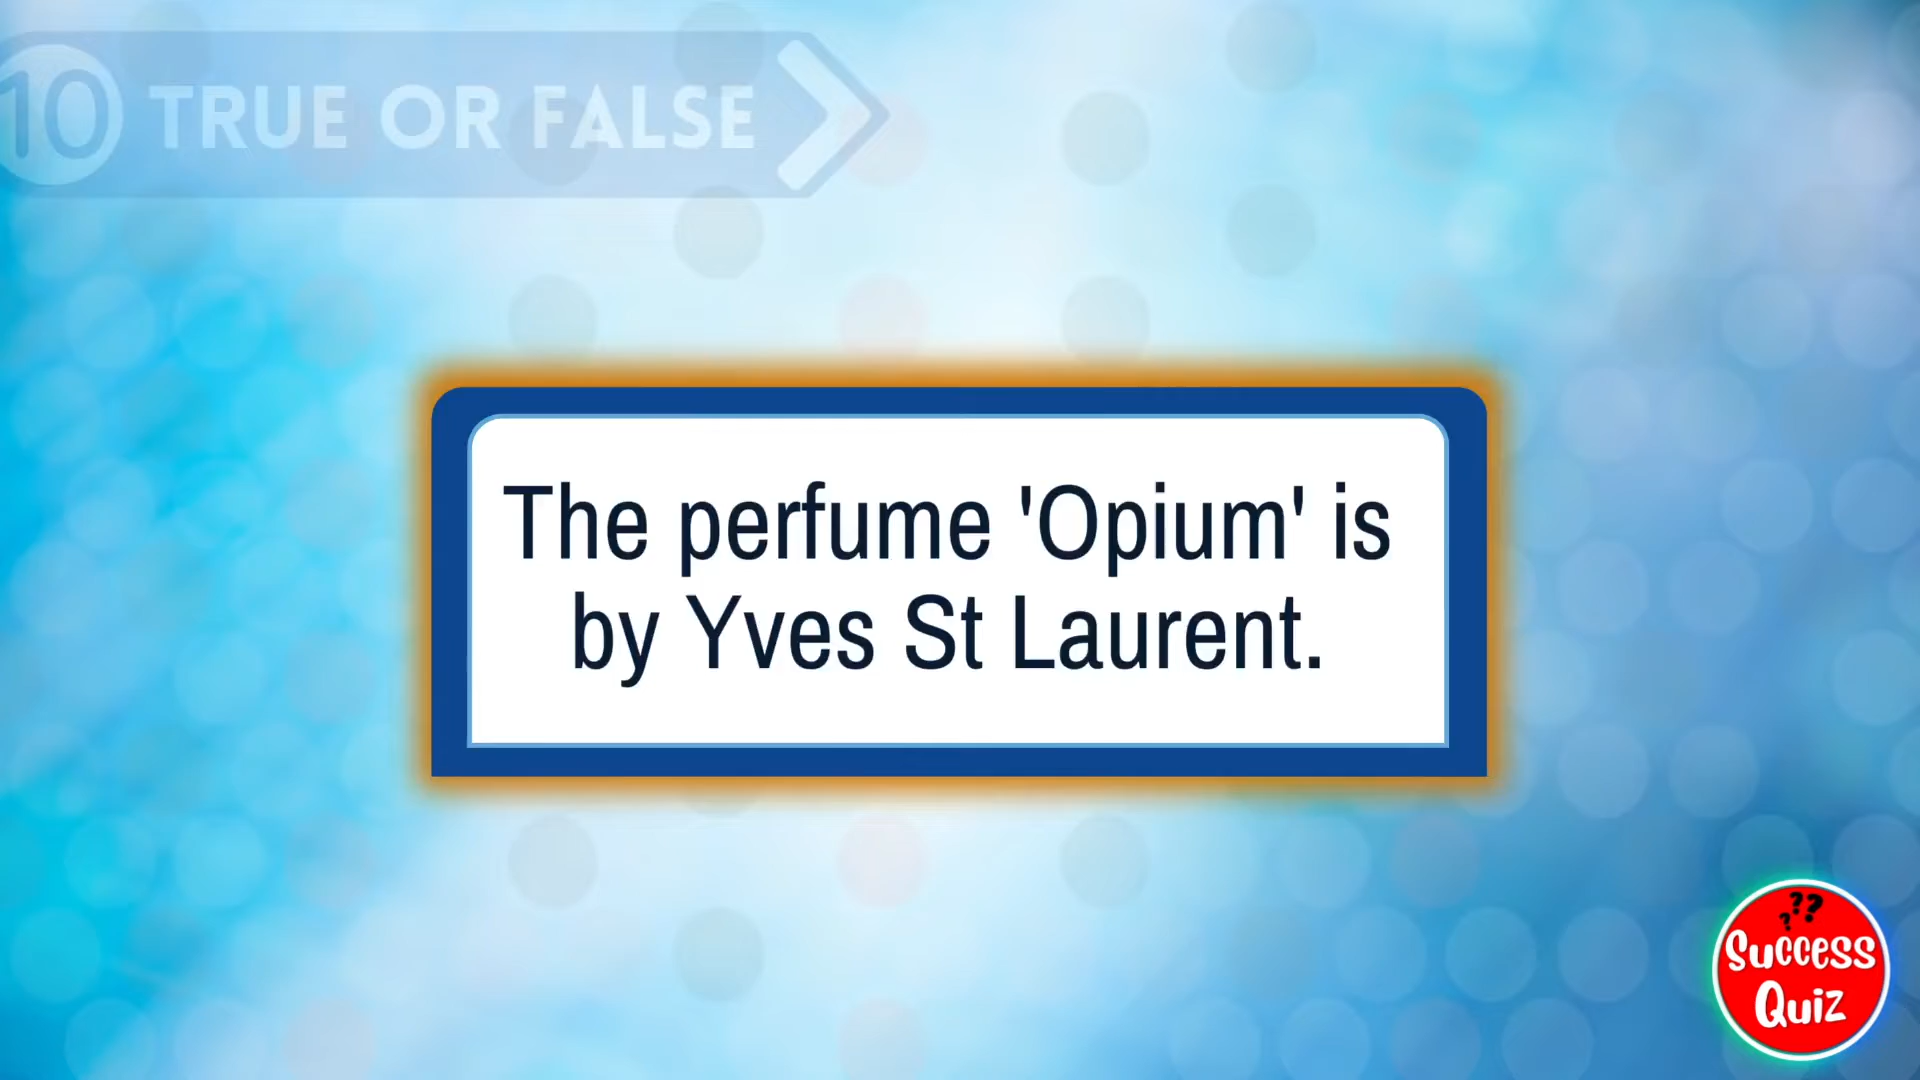 10 TRUE OR FALSE
The perfume 'Opium' is
by Yves St Laurent.
???
Success
Quiz